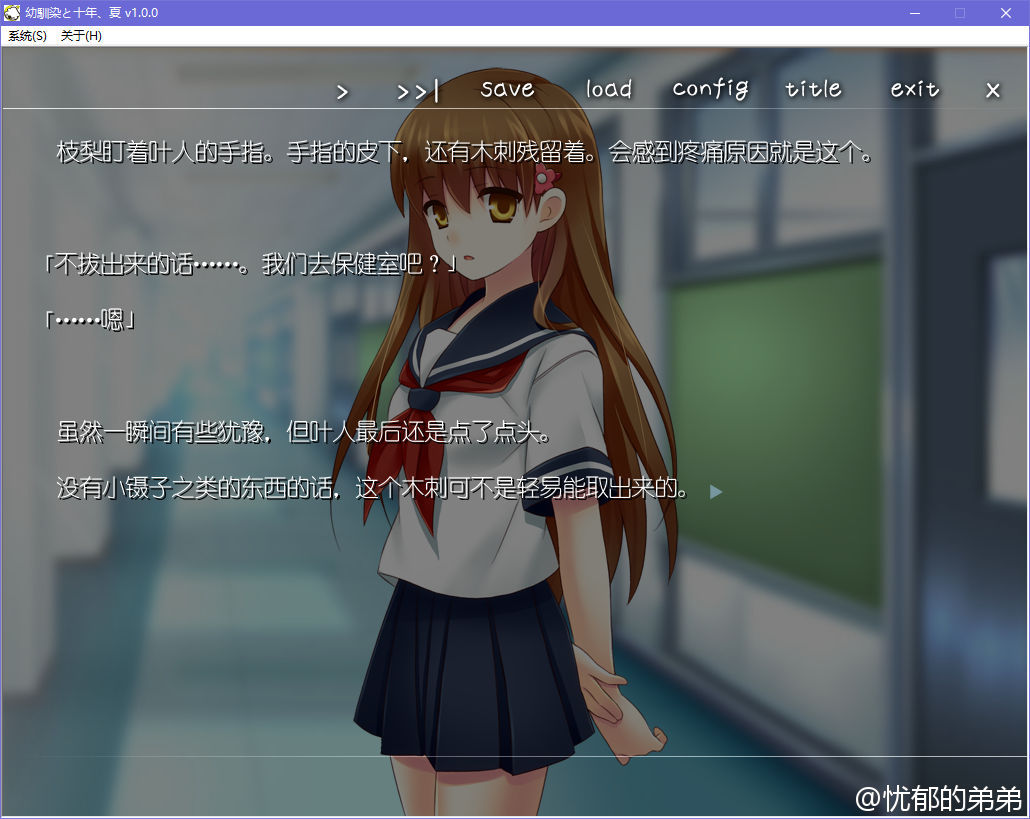 幼馴染と十年、夏 v1.0.0
系统(S) 关于(H)
> >>| save load config title exit x
枝梨盯着叶人的手指。手指的皮下，还有木刺残留着。会感到疼痛原因就是这个。
「不拔出来的话……。我们去保健室吧？」
「……嗯」
虽然一瞬间有些犹豫，但叶人最后还是点了点头。
没有小镊子之类的东西的话，这个木刺可不是轻易能取出来的。
@忧郁的弟弟